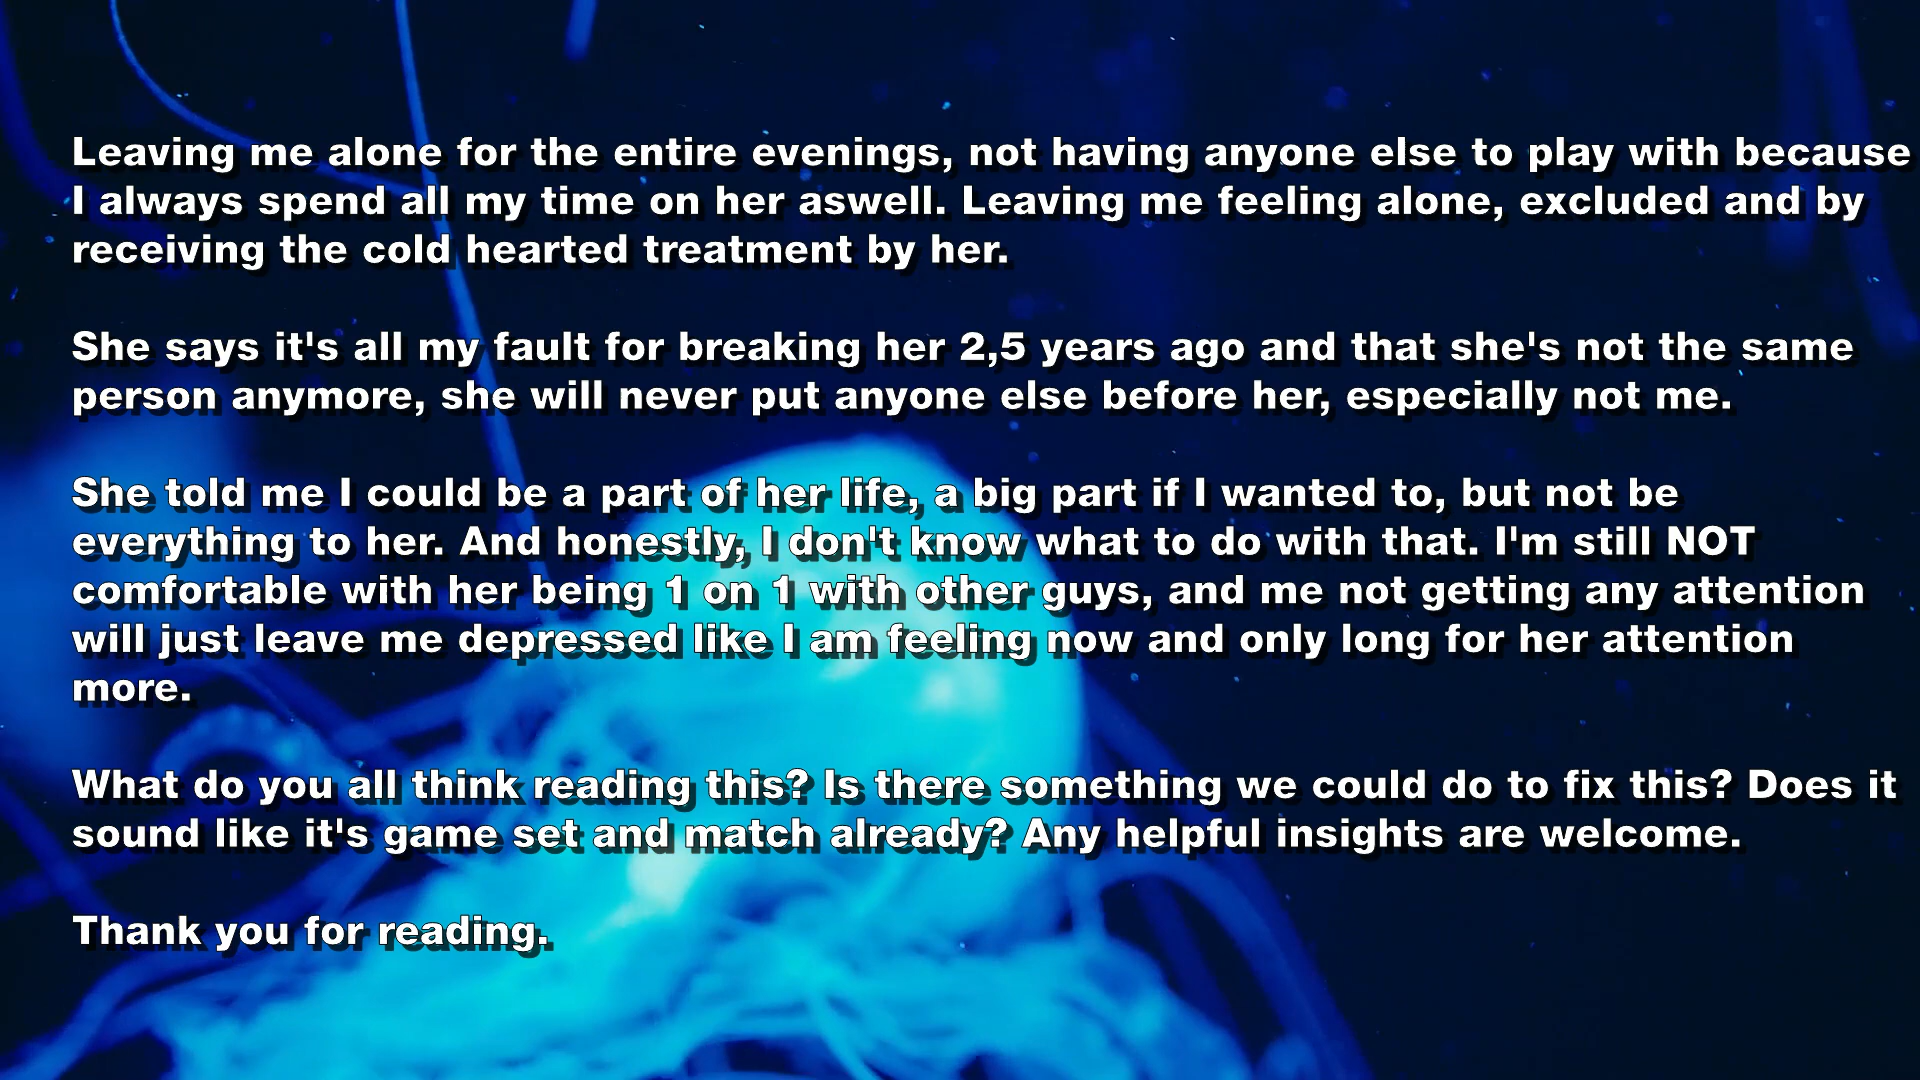 Leaving me alone for the entire evenings, not having anyone else to play with because
I always spend all my time on her aswell. Leaving me feeling alone, excluded and by
receiving the cold hearted treatment by her.
She says it's all my fault for breaking her 2,5 years ago and that she's not the same
person anymore, she will never put anyone else before her, especially not me.
She told me I could be a part of her life, a big part if I wanted to, but not be
everything to her. And honestly, I don't know what to do with that. I'm still NOT
comfortable with her being 1 on 1 with other guys, and me not getting any attention
will just leave me depressed like I am feeling now and only long for her attention
more.
What do you all think reading this? Is there something we could do to fix this? Does it
sound like it's game set and match already? Any helpful insights are welcome.
Thank you for reading.